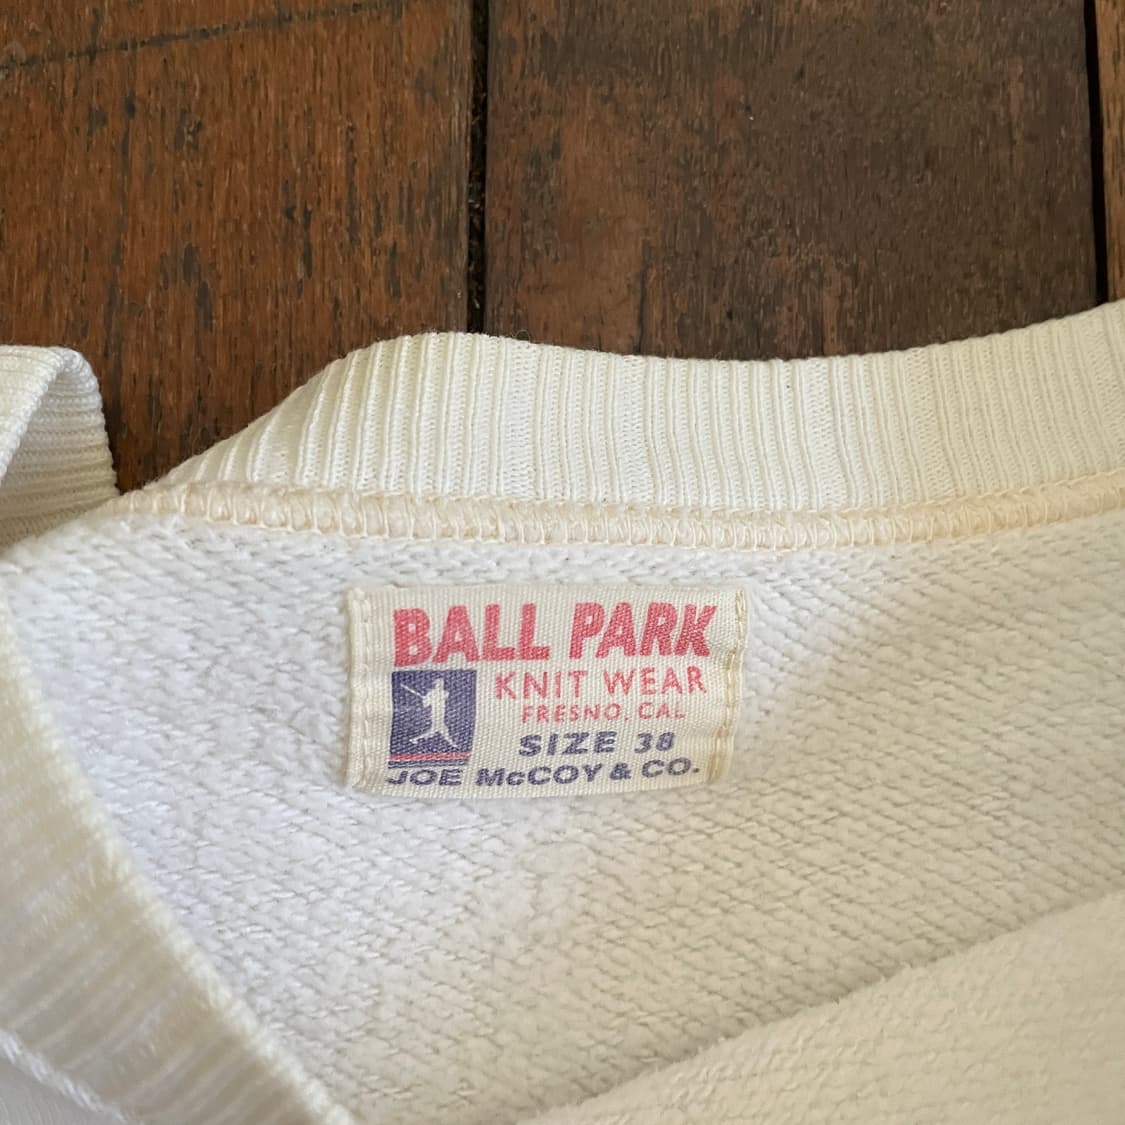 BALL PARK
KNIT WEAR
FRESNO, CAL
SIZE 38
JOE McCOY & CO.